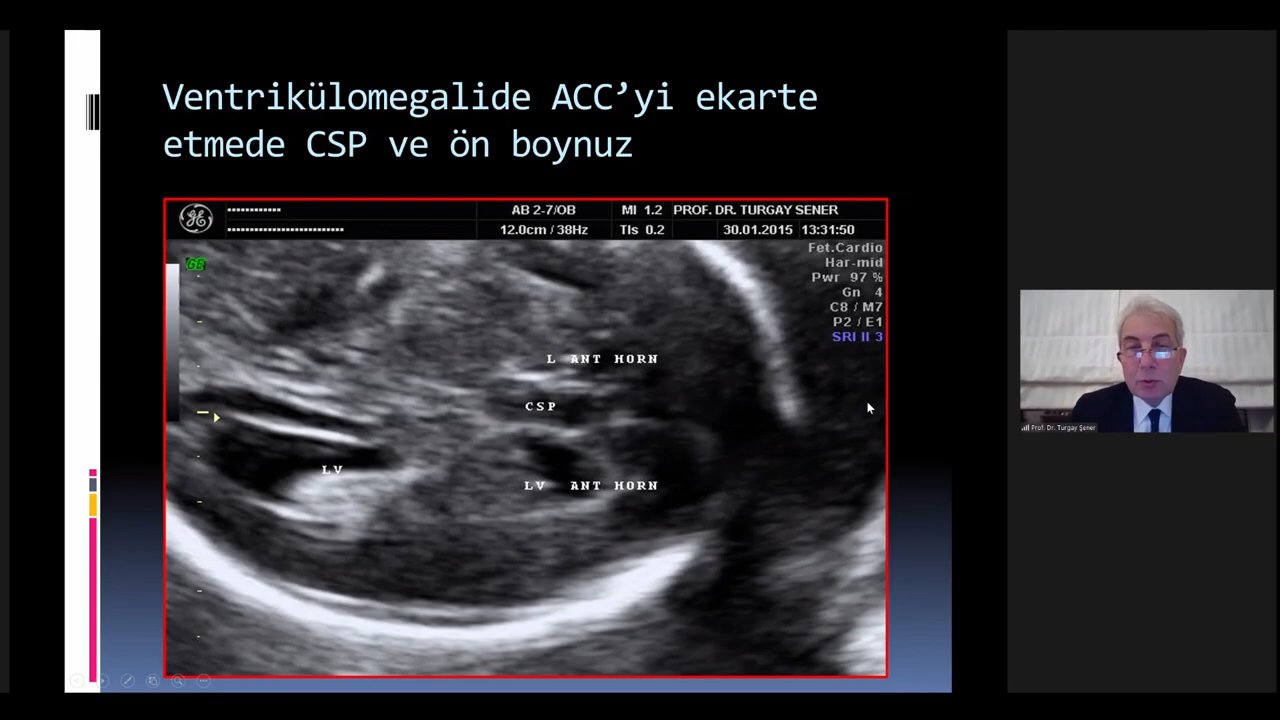 Ventrikülomegalide ACC’yi ekarte
etmede CSP ve ön boynuz
AB 2-7/OB MI 1.2 PROF. DR. TURGAY SENER
12.0cm / 38Hz TIs 0.2 30.01.2015 13:31:50
GE
Fet.Cardio
Har-mid
Pwr 97 %
Gn 4
C8 / M7
P2 / E1
SRI II 3
L ANT HORN
CSP
LV
LV ANT HORN
Prof. Dr. Turgay Şener